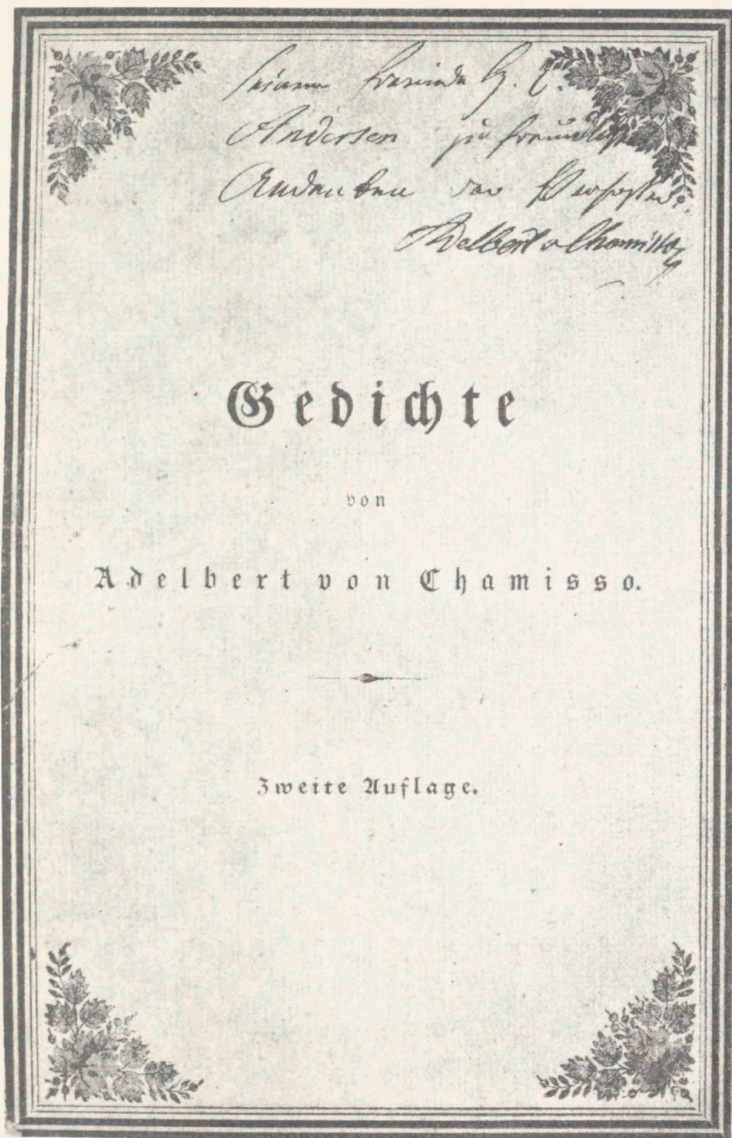 Seinem Freunde H. C.
Andersen zu freundlichem
Andenken der Verfasser.
Adelbert v Chamisso
Gedichte
von
Adelbert von Chamisso.
Zweite Auflage.